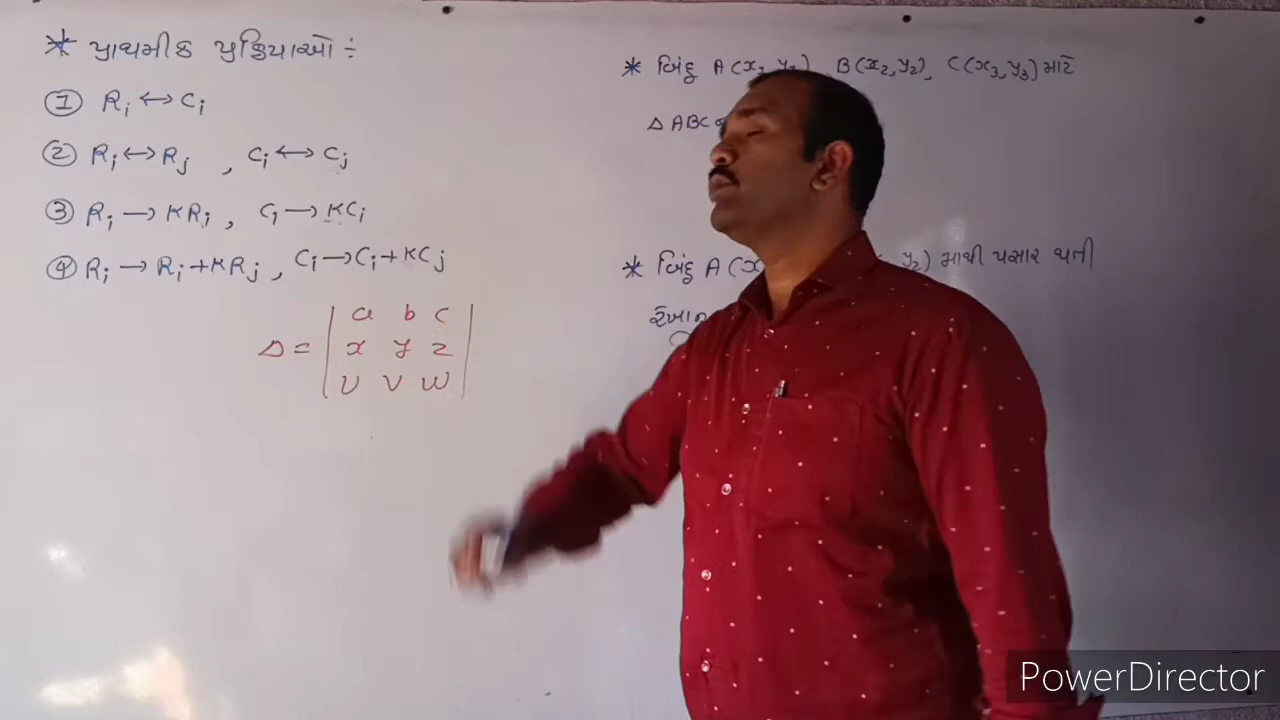 * પ્રાથમીક પ્રક્રિયાઓ ÷
① Ri ↔ Ci
② Ri ↔ Rj , Ci ↔ Cj
③ Ri → KRi , Ci → KCi
④ Ri → Ri + KRj , Ci → Ci + KCj
Δ = | a b c |
| x y z |
| u v w |
* બિંદુ A(x1, y1), B(x2, y2), C(x3, y3) માટે
Δ ABC
* બિંદુ A(x y2) માથી પસાર થતી
PowerDirector